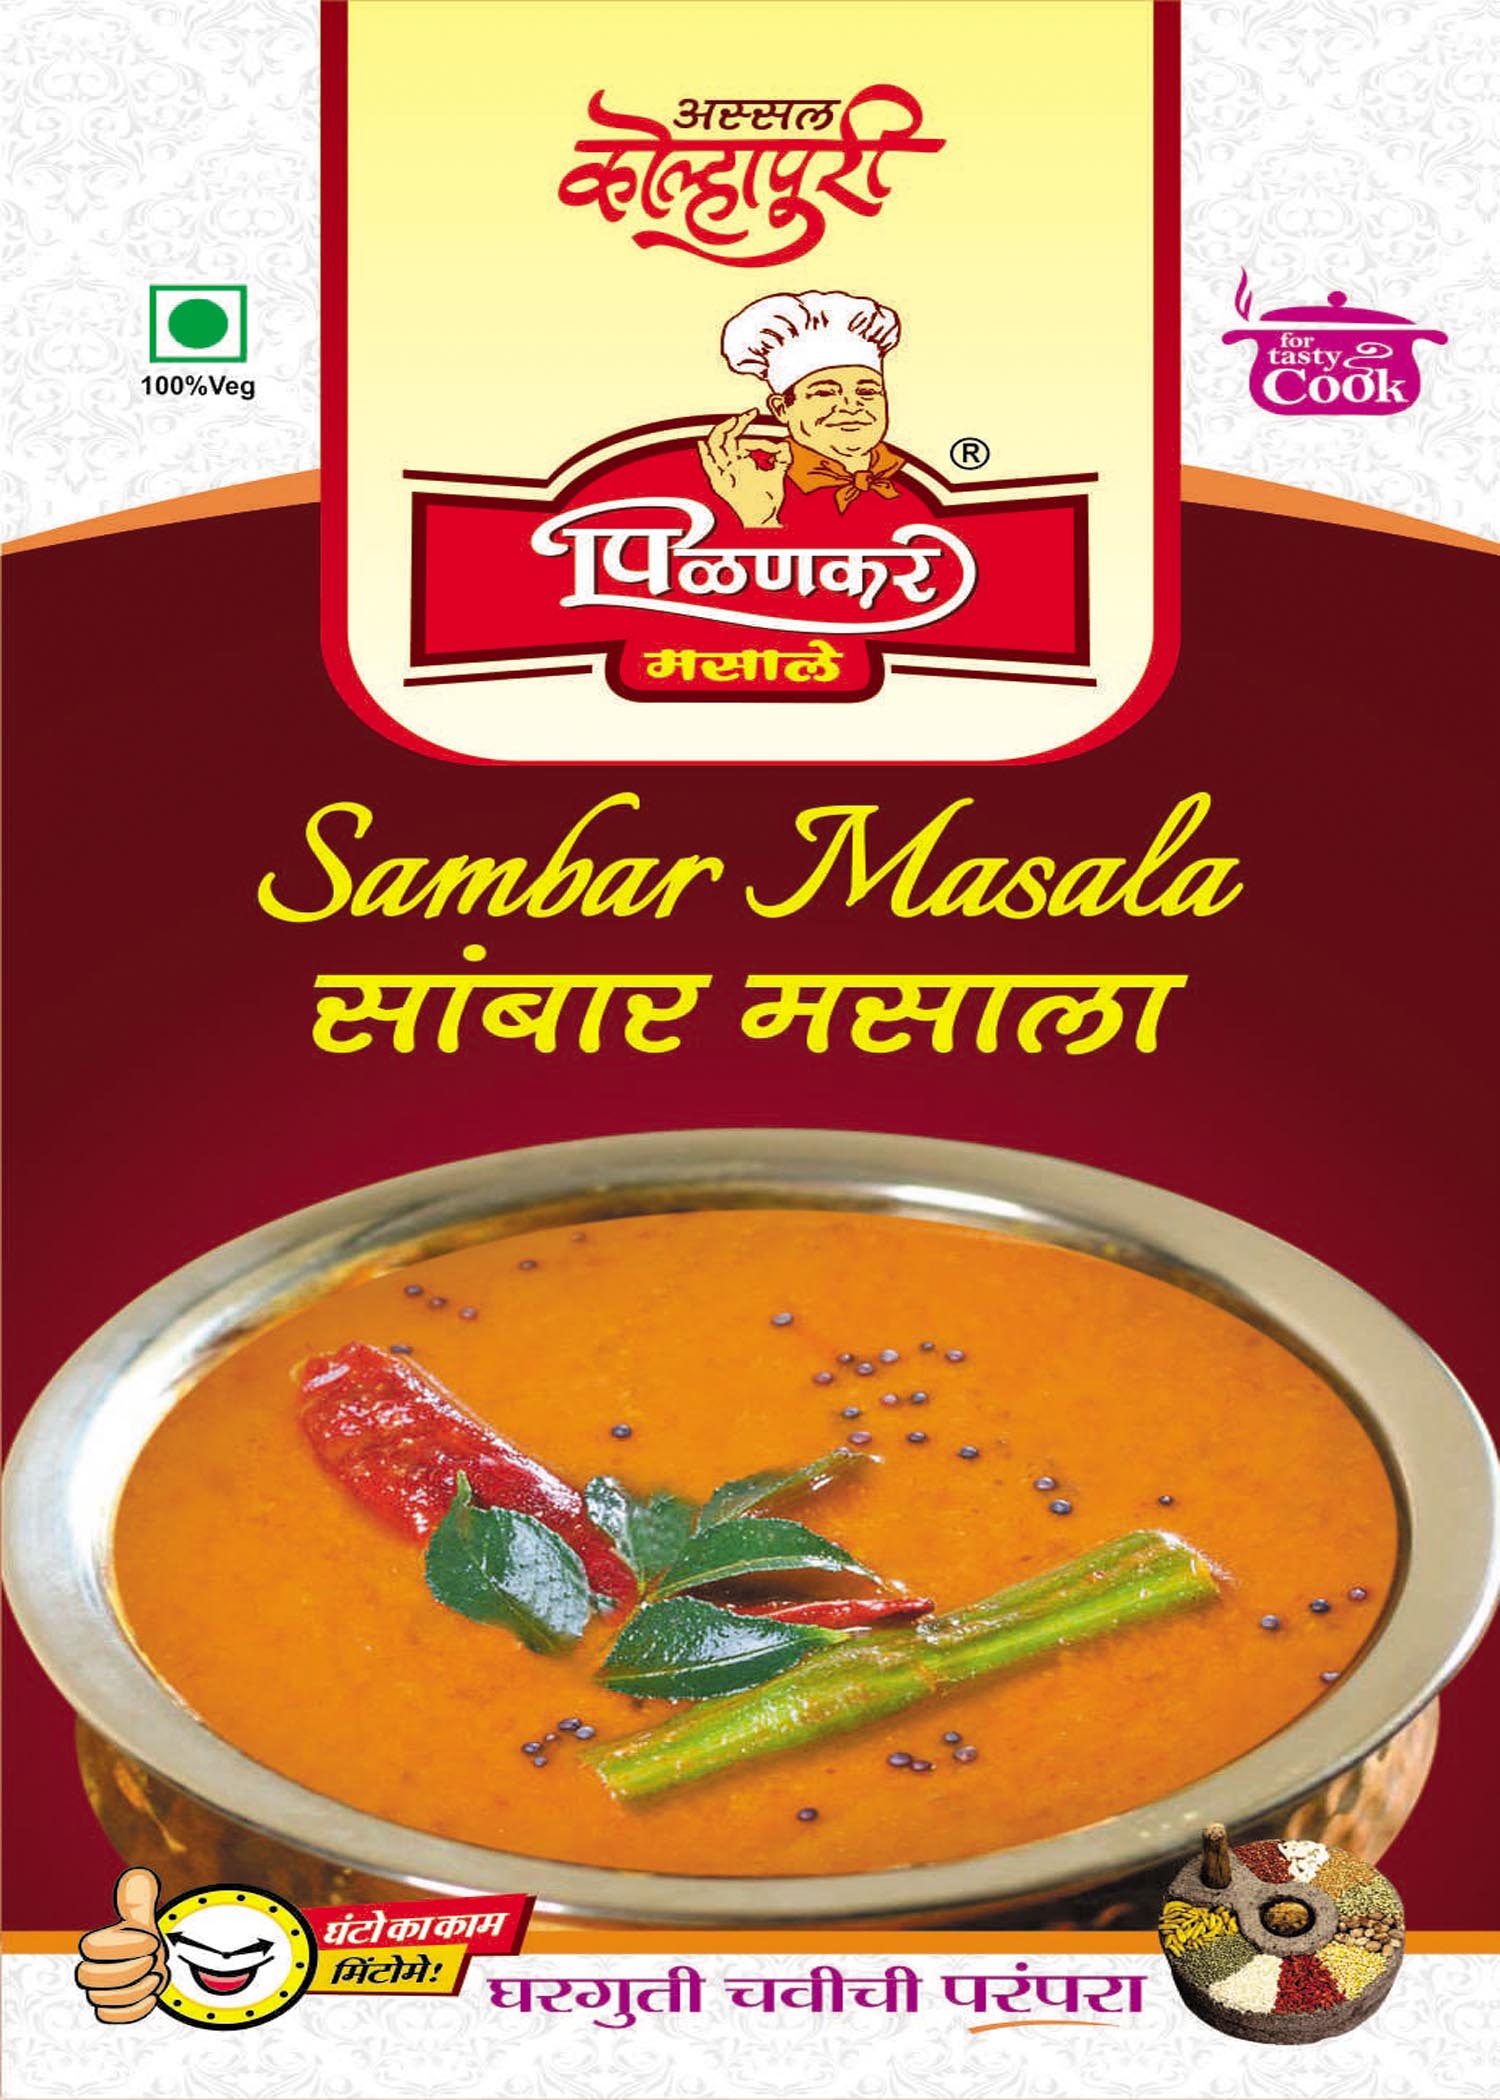 अस्सल
कोल्हापुरी
100%Veg
for
tasty
Cook
®
पिळणकर
मसाले
Sambar Masala
सांबार मसाला
घंटो का काम
मिंटोमे!
घरगुती चवीची परंपरा